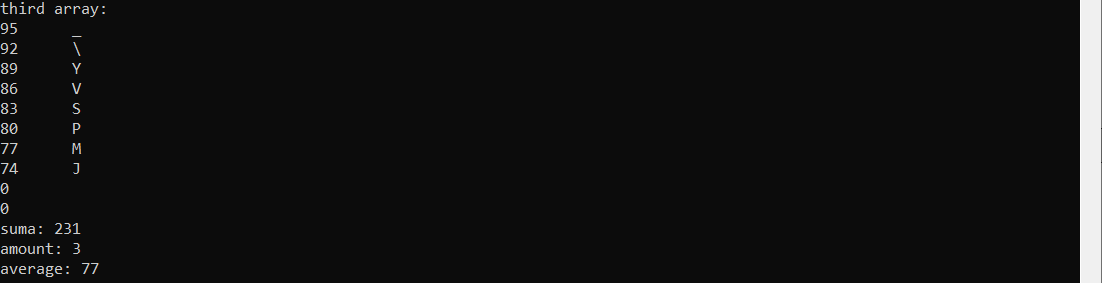 third array:
95      _
92      \
89      Y
86      V
83      S
80      P
77      M
74      J
0
0
suma: 231
amount: 3
average: 77